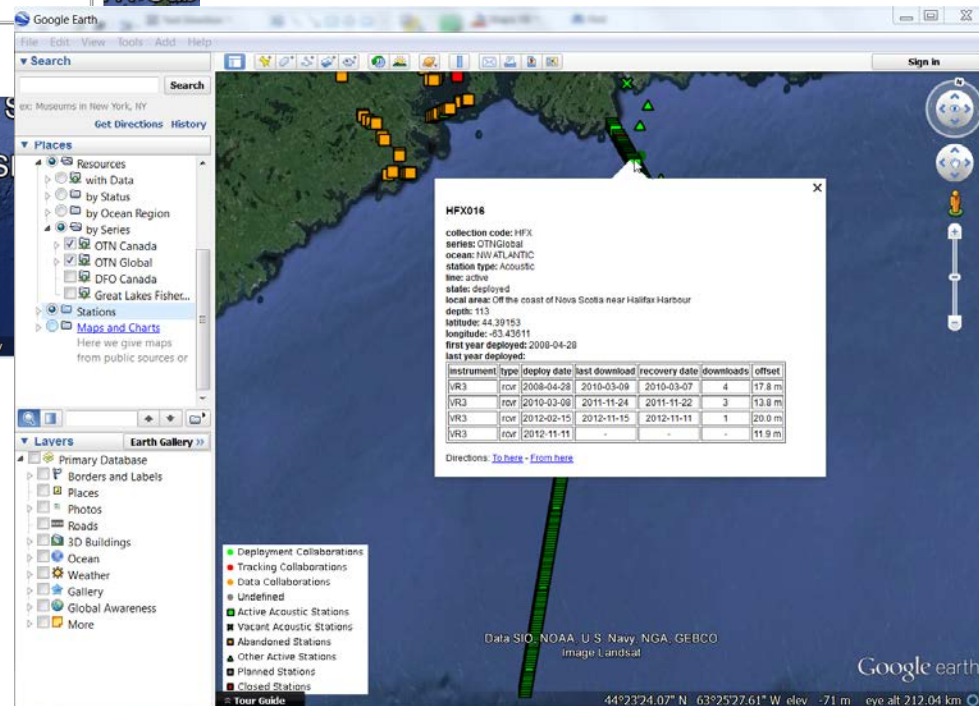 Google Earth
File Edit View Tools Add Help
Search
Sign in
Search
ex: Museums in New York, NY
Get Directions History
Places
Resources
with Data
by Status
by Ocean Region
by Series
OTN Canada
OTN Global
DFO Canada
Great Lakes Fisher...
Stations
Maps and Charts
Here we give maps
from public sources or
Layers
Earth Gallery »
Primary Database
Borders and Labels
Places
Photos
Roads
3D Buildings
Ocean
Weather
Gallery
Global Awareness
More
N
HFX016
collection code: HFX
series: OTNGlobal
ocean: NW ATLANTIC
station type: Acoustic
line: active
state: deployed
local area: Off the coast of Nova Scotia near Halifax Harbour
depth: 113
latitude: 44.39153
longitude: -63.43611
first year deployed: 2008-04-28
last year deployed:
instrument type deploy date last download recovery date downloads offset
VR3 rcvr 2008-04-28 2010-03-09 2010-03-07 4 17.8 m
VR3 rcvr 2010-03-08 2011-11-24 2011-11-22 3 13.8 m
VR3 rcvr 2012-02-15 2012-11-15 2012-11-11 1 20.0 m
VR3 rcvr 2012-11-11 - - - 11.9 m
Directions: To here - From here
Deployment Collaborations
Tracking Collaborations
Data Collaborations
Undefined
Active Acoustic Stations
Vacant Acoustic Stations
Abandoned Stations
Other Active Stations
Planned Stations
Closed Stations
Data SIO, NOAA, U.S. Navy, NGA, GEBCO
Image Landsat
Google earth
Tour Guide
44°23'24.07" N 63°25'27.61" W elev -71 m eye alt 212.04 km